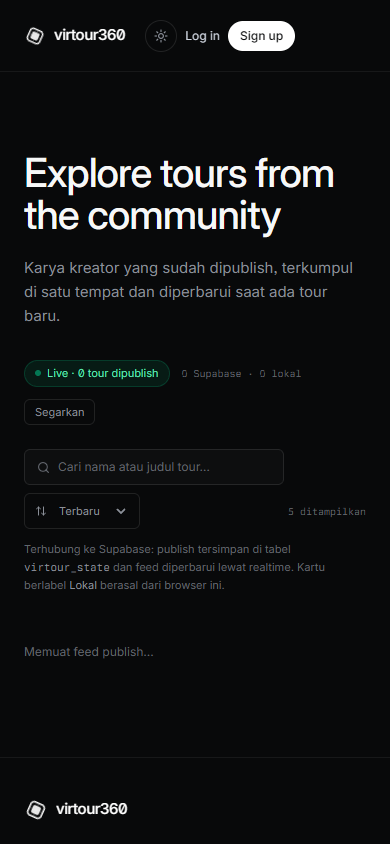 virtour360 Log in Sign up
Explore tours from
the community
Karya kreator yang sudah dipublish, terkumpul
di satu tempat dan diperbarui saat ada tour
baru.
Live · 0 tour dipublish 0 Supabase · 0 lokal
Segarkan
Cari nama atau judul tour...
Terbaru 5 ditampilkan
Terhubung ke Supabase: publish tersimpan di tabel
virtour_state dan feed diperbarui lewat realtime. Kartu
berlabel Lokal berasal dari browser ini.
Memuat feed publish...
virtour360